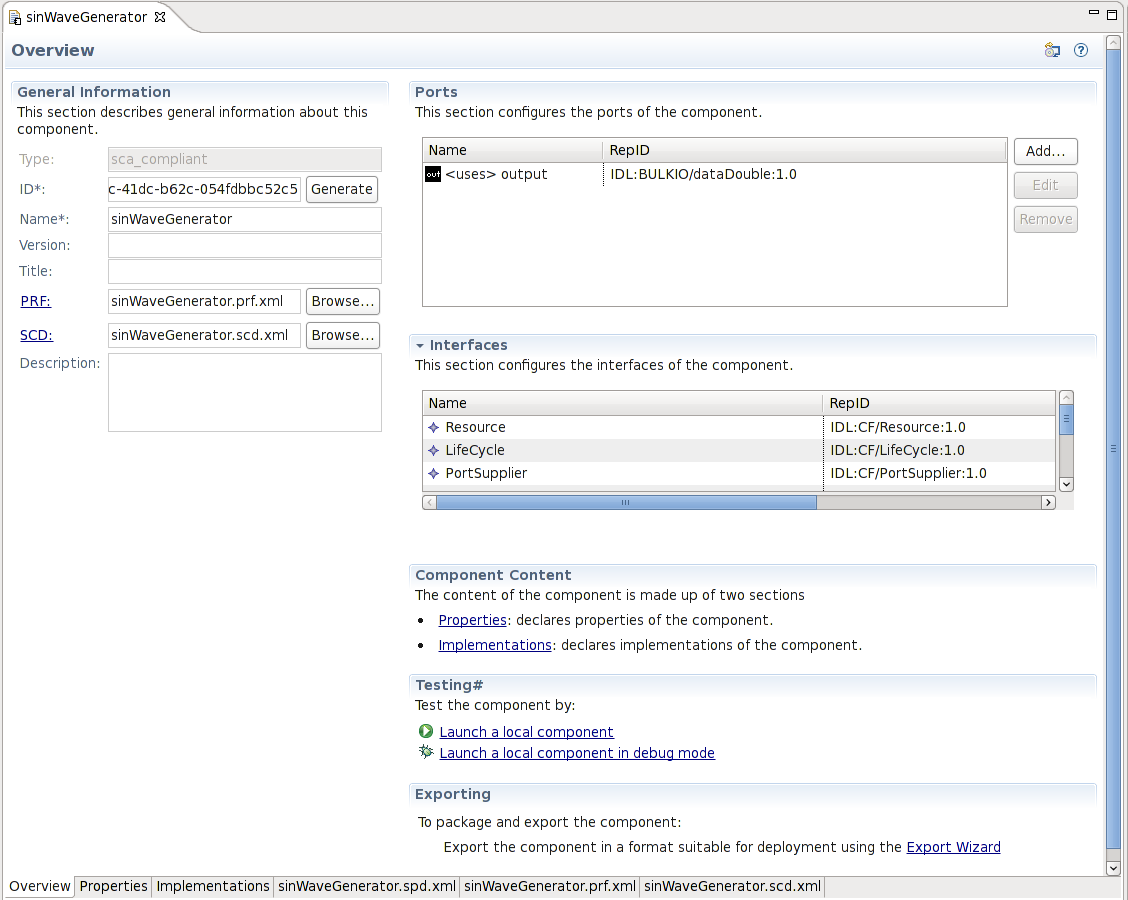 sinWaveGenerator
Overview
General Information
This section describes general information about this
component.
Type: sca_compliant
ID*: c-41dc-b62c-054fdbbc52c5 Generate
Name*: sinWaveGenerator
Version:
Title:
PRF: sinWaveGenerator.prf.xml Browse...
SCD: sinWaveGenerator.scd.xml Browse...
Description:
Ports
This section configures the ports of the component.
Name RepID
out <uses> output IDL:BULKIO/dataDouble:1.0
Add...
Edit
Remove
Interfaces
This section configures the interfaces of the component.
Name RepID
Resource IDL:CF/Resource:1.0
LifeCycle IDL:CF/LifeCycle:1.0
PortSupplier IDL:CF/PortSupplier:1.0
Component Content
The content of the component is made up of two sections
• Properties: declares properties of the component.
• Implementations: declares implementations of the component.
Testing#
Test the component by:
Launch a local component
Launch a local component in debug mode
Exporting
To package and export the component:
Export the component in a format suitable for deployment using the Export Wizard
Overview Properties Implementations sinWaveGenerator.spd.xml sinWaveGenerator.prf.xml sinWaveGenerator.scd.xml